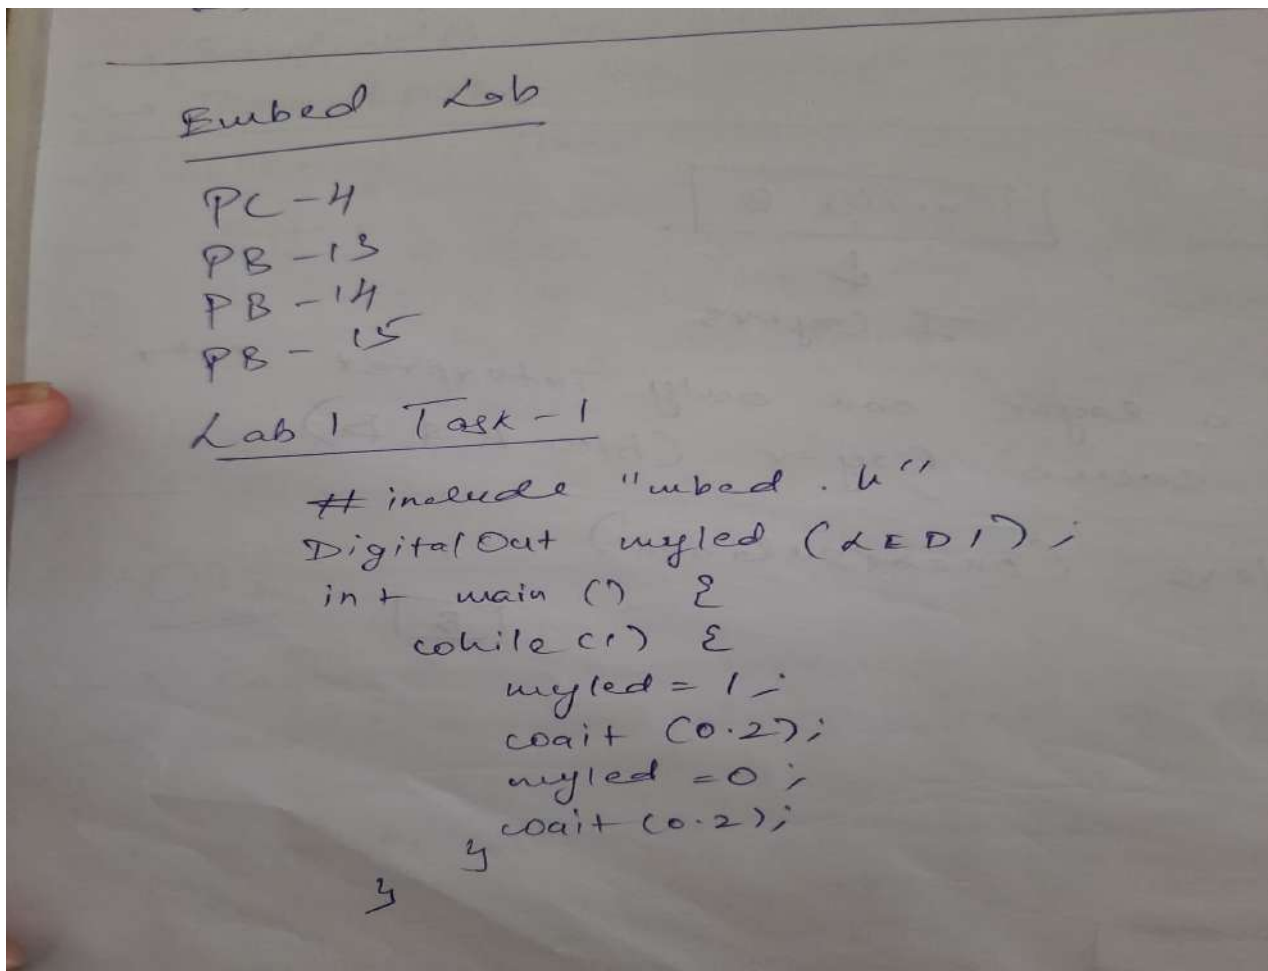 Embed Lab
PC-4
PB-13
PB-14
PB-15
Lab 1 Task-1
#include "mbed.h"
DigitalOut myled (LED1);
int main () {
while (1) {
myled = 1;
wait (0.2);
myled = 0;
wait (0.2);
}
}